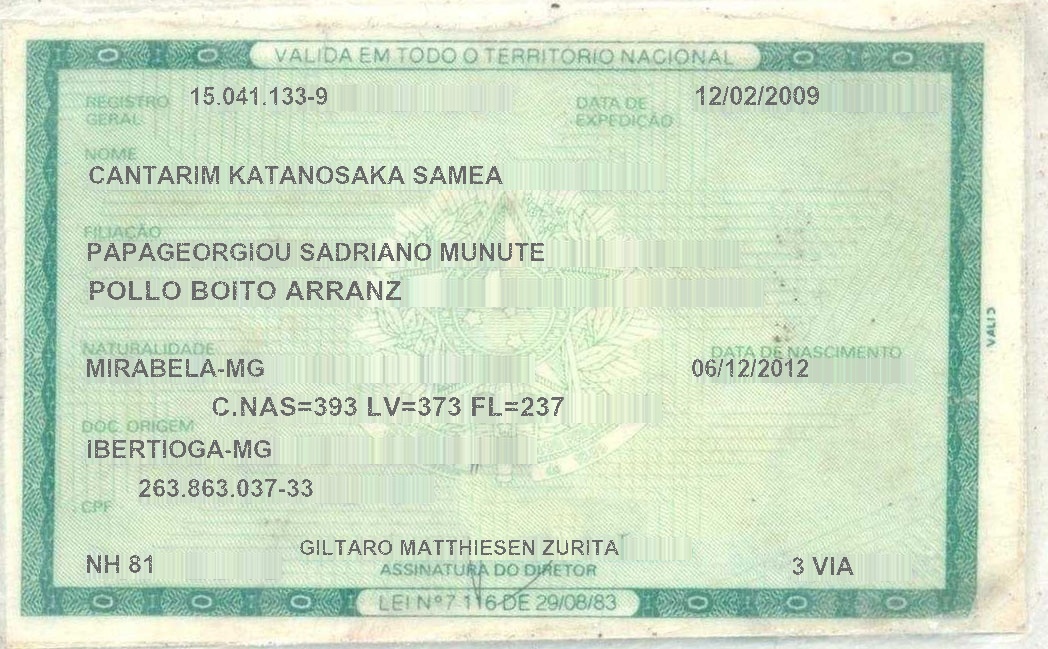 VALIDA EM TODO O TERRITORIO NACIONAL
REGISTRO GERAL 15.041.133-9 DATA DE EXPEDIÇÃO 12/02/2009
NOME
CANTARIM KATANOSAKA SAMEA
FILIAÇÃO
PAPAGEORGIOU SADRIANO MUNUTE
POLLO BOITO ARRANZ
NATURALIDADE DATA DE NASCIMENTO
MIRABELA-MG 06/12/2012
C.NAS=393 LV=373 FL=237
DOC. ORIGEM
IBERTIOGA-MG
263.863.037-33
CPF
NH 81 GILTARO MATTHIESEN ZURITA 3 VIA
ASSINATURA DO DIRETOR
LEI Nº 7.116 DE 29/08/83